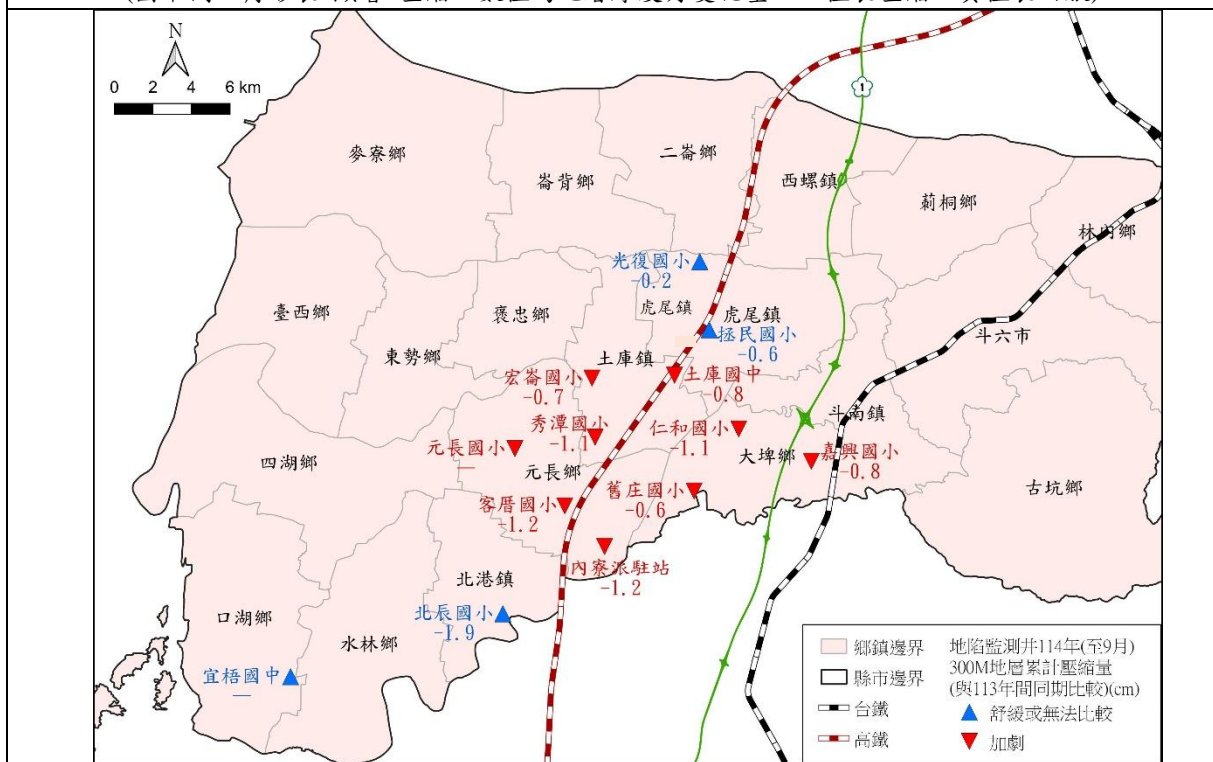 N
0 2 4 6 km
1
麥寮鄉
崙背鄉
二崙鄉
西螺鎮
莿桐鄉
林內鄉
光復國小
-0.2
臺西鄉
褒忠鄉
虎尾鎮
虎尾鎮
拯民國小
-0.6
東勢鄉
土庫鎮
斗六市
宏崙國小
-0.7
土庫國中
-0.8
秀潭國小
-1.1
仁和國小
-1.1
斗南鎮
元長國小
—
四湖鄉
元長鄉
大埤鄉
嘉興國小
-0.8
客厝國小
-1.2
舊庄國小
-0.6
古坑鄉
內寮派駐站
-1.2
北港鎮
北辰國小
-1.9
口湖鄉
水林鄉
宜梧國中
—
鄉鎮邊界
縣市邊界
台鐵
高鐵
地陷監測井114年(至9月)
300M地層累計壓縮量
(與113年間同期比較)(cm)
舒緩或無法比較
加劇